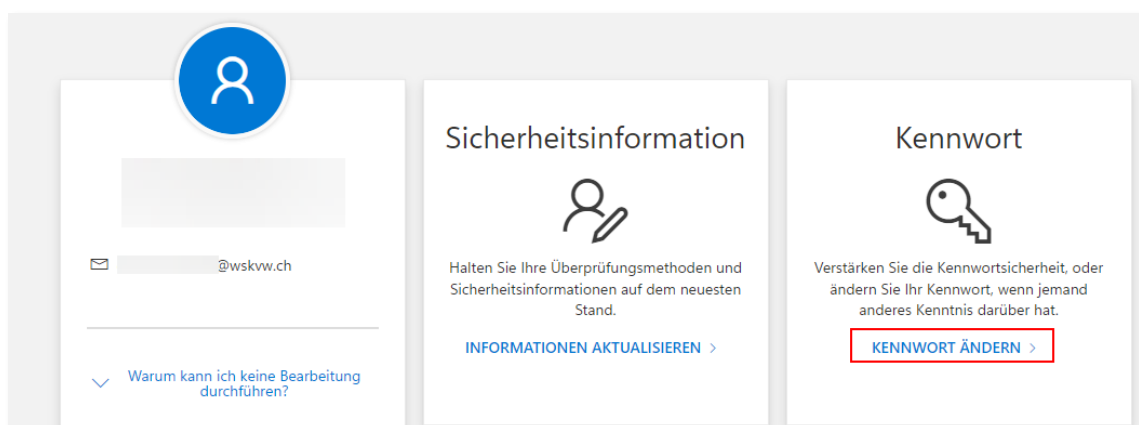 @wskvw.ch
Warum kann ich keine Bearbeitung
durchführen?
Sicherheitsinformation
Halten Sie Ihre Überprüfungsmethoden und
Sicherheitsinformationen auf dem neuesten
Stand.
INFORMATIONEN AKTUALISIEREN >
Kennwort
Verstärken Sie die Kennwortsicherheit, oder
ändern Sie Ihr Kennwort, wenn jemand
anderes Kenntnis darüber hat.
KENNWORT ÄNDERN >